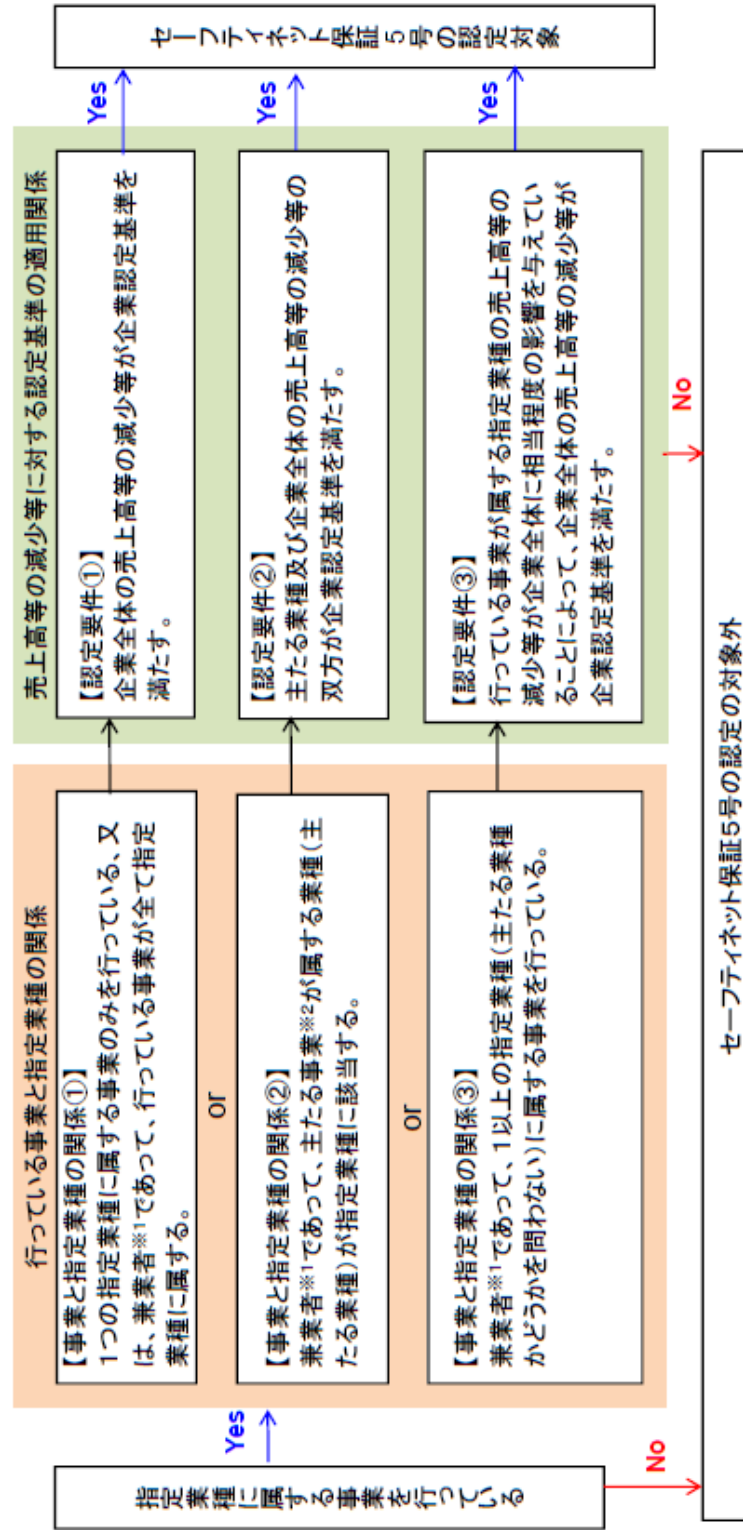 指定業種に属する事業を行っている
Yes
No
行っている事業と指定業種の関係
【事業と指定業種の関係①】
1つの指定業種に属する事業のみを行っている、又
は、兼業者※1であって、行っている事業が全て指定
業種に属する。
or
【事業と指定業種の関係②】
兼業者※1であって、主たる事業※2が属する業種(主
たる業種)が指定業種に該当する。
or
【事業と指定業種の関係③】
兼業者※1であって、1以上の指定業種(主たる業種
かどうかを問わない)に属する事業を行っている。
売上高等の減少等に対する認定基準の適用関係
【認定要件①】
企業全体の売上高等の減少等が企業認定基準を
満たす。
Yes
【認定要件②】
主たる業種及び企業全体の売上高等の減少等の
双方が企業認定基準を満たす。
Yes
【認定要件③】
行っている事業が属する指定業種の売上高等の
減少等が企業全体に相当程度の影響を与えてい
ることによって、企業全体の売上高等の減少等が
企業認定基準を満たす。
Yes
No
セーフティネット保証5号の認定対象
セーフティネット保証5号の認定の対象外